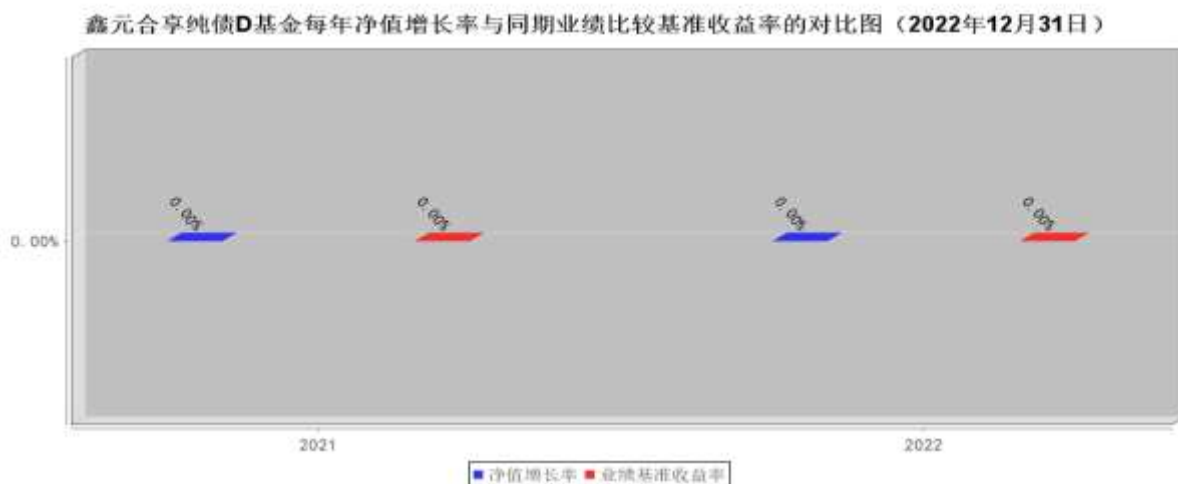 鑫元合享纯债D基金每年净值增长率与同期业绩比较基准收益率的对比图（2022年12月31日）
0.00% 0.00% 0.00% 0.00%
0.00%
2021 2022
净值增长率 业绩基准收益率